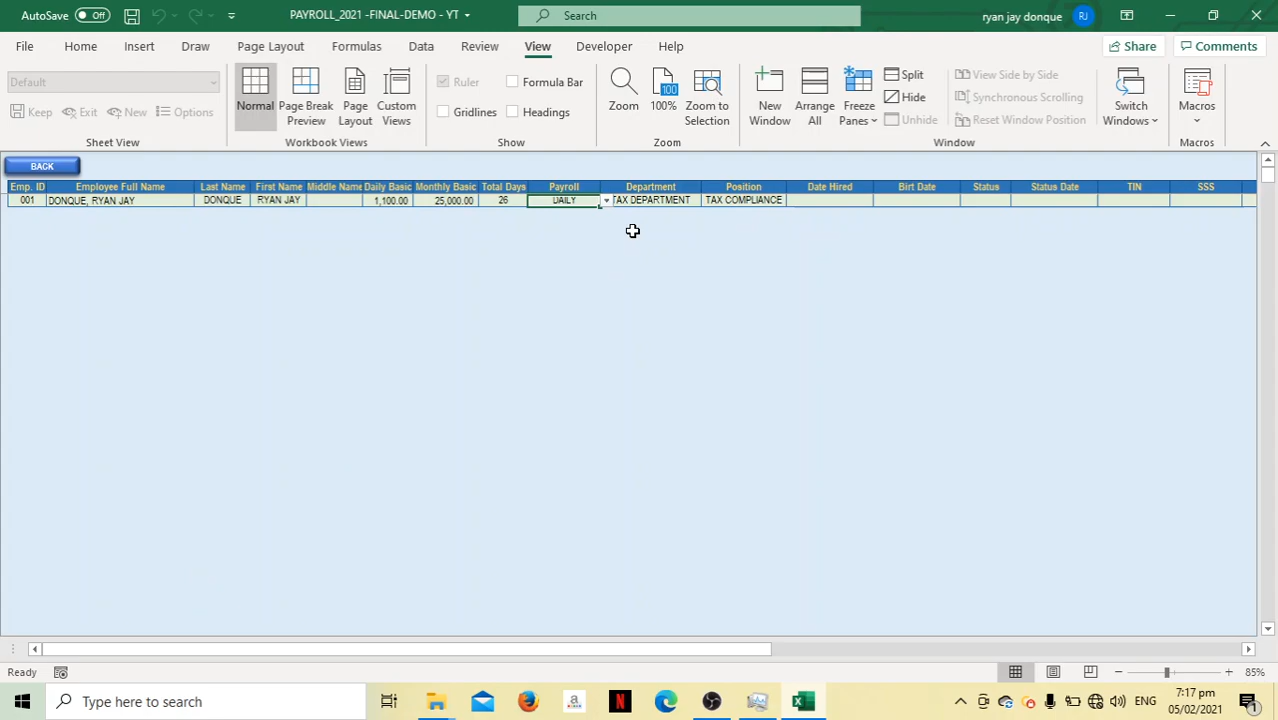 AutoSave Off PAYROLL_2021 -FINAL-DEMO - YT Search ryan jay donque RJ
File Home Insert Draw Page Layout Formulas Data Review View Developer Help Share Comments
Default
Keep Exit New Options
Sheet View
Normal
Page Break Preview
Page Layout
Custom Views
Workbook Views
Ruler Formula Bar
Gridlines Headings
Show
Zoom
100
100%
Zoom to Selection
Zoom
New Window
Arrange All
Freeze Panes
Split
Hide
Unhide
View Side by Side
Synchronous Scrolling
Reset Window Position
Window
Switch Windows
Macros
Macros
BACK
Emp. ID Employee Full Name Last Name First Name Middle Name Daily Basic Monthly Basic Total Days Payroll Department Position Date Hired Birt Date Status Status Date TIN SSS
001 DONQUE, RYAN JAY DONQUE RYAN JAY 1,100.00 25,000.00 26 DAILY TAX DEPARTMENT TAX COMPLIANCE
Ready 85%
Type here to search ENG 7:17 pm
05/02/2021 1